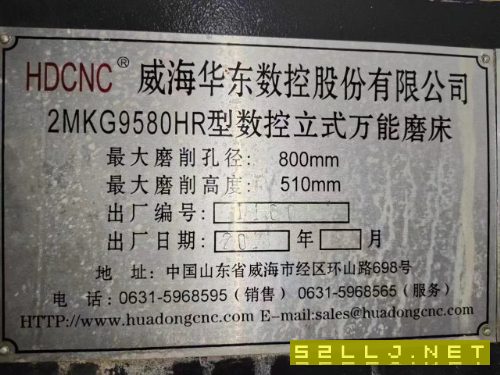 HDCNC® 威海华东数控股份有限公司
2MKG9580HR型数控立式万能磨床
最大磨削孔径: 800mm
最大磨削高度: 510mm
出厂编号:
出厂日期: 年 月
地 址: 中国山东省威海市经区环山路698号
电 话: 0631-5968595(销售) 0631-5968565(服务)
HTTP://www.huadongcnc.com E-mail:sales@huadongcnc.com
52LLJ.NET